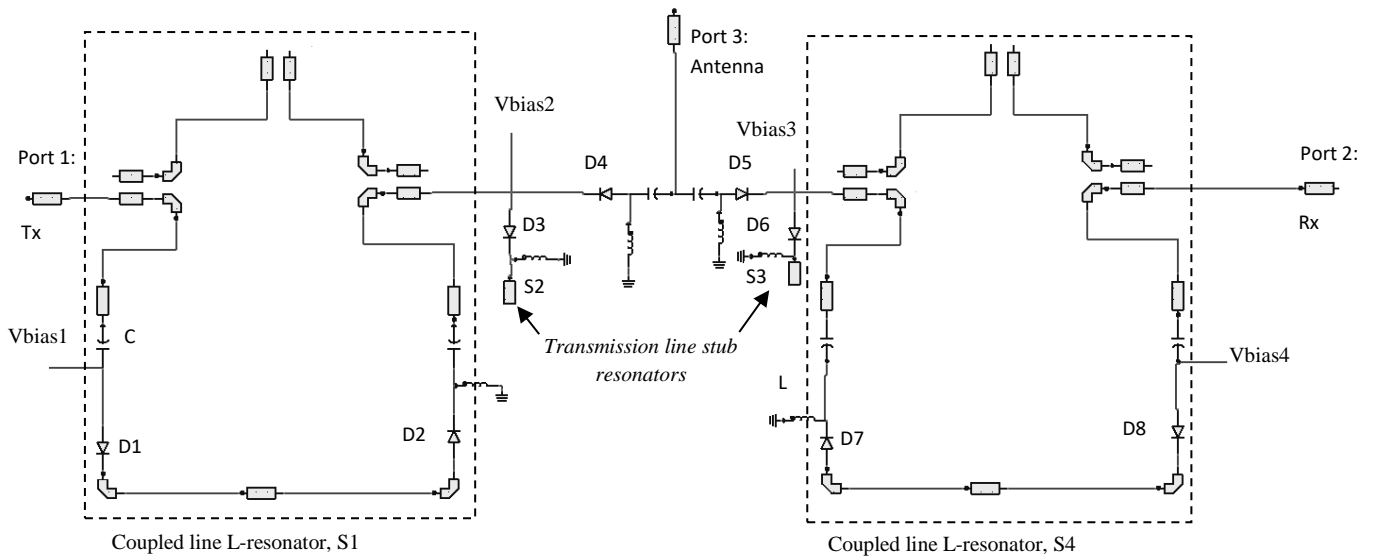 Port 3:
Antenna
Vbias2
Vbias3
Port 1:
Tx
D4
D5
Port 2:
Rx
D3
D6
S2
S3
Vbias1
C
Transmission line stub
resonators
L
Vbias4
D1
D2
D7
D8
Coupled line L-resonator, S1
Coupled line L-resonator, S4